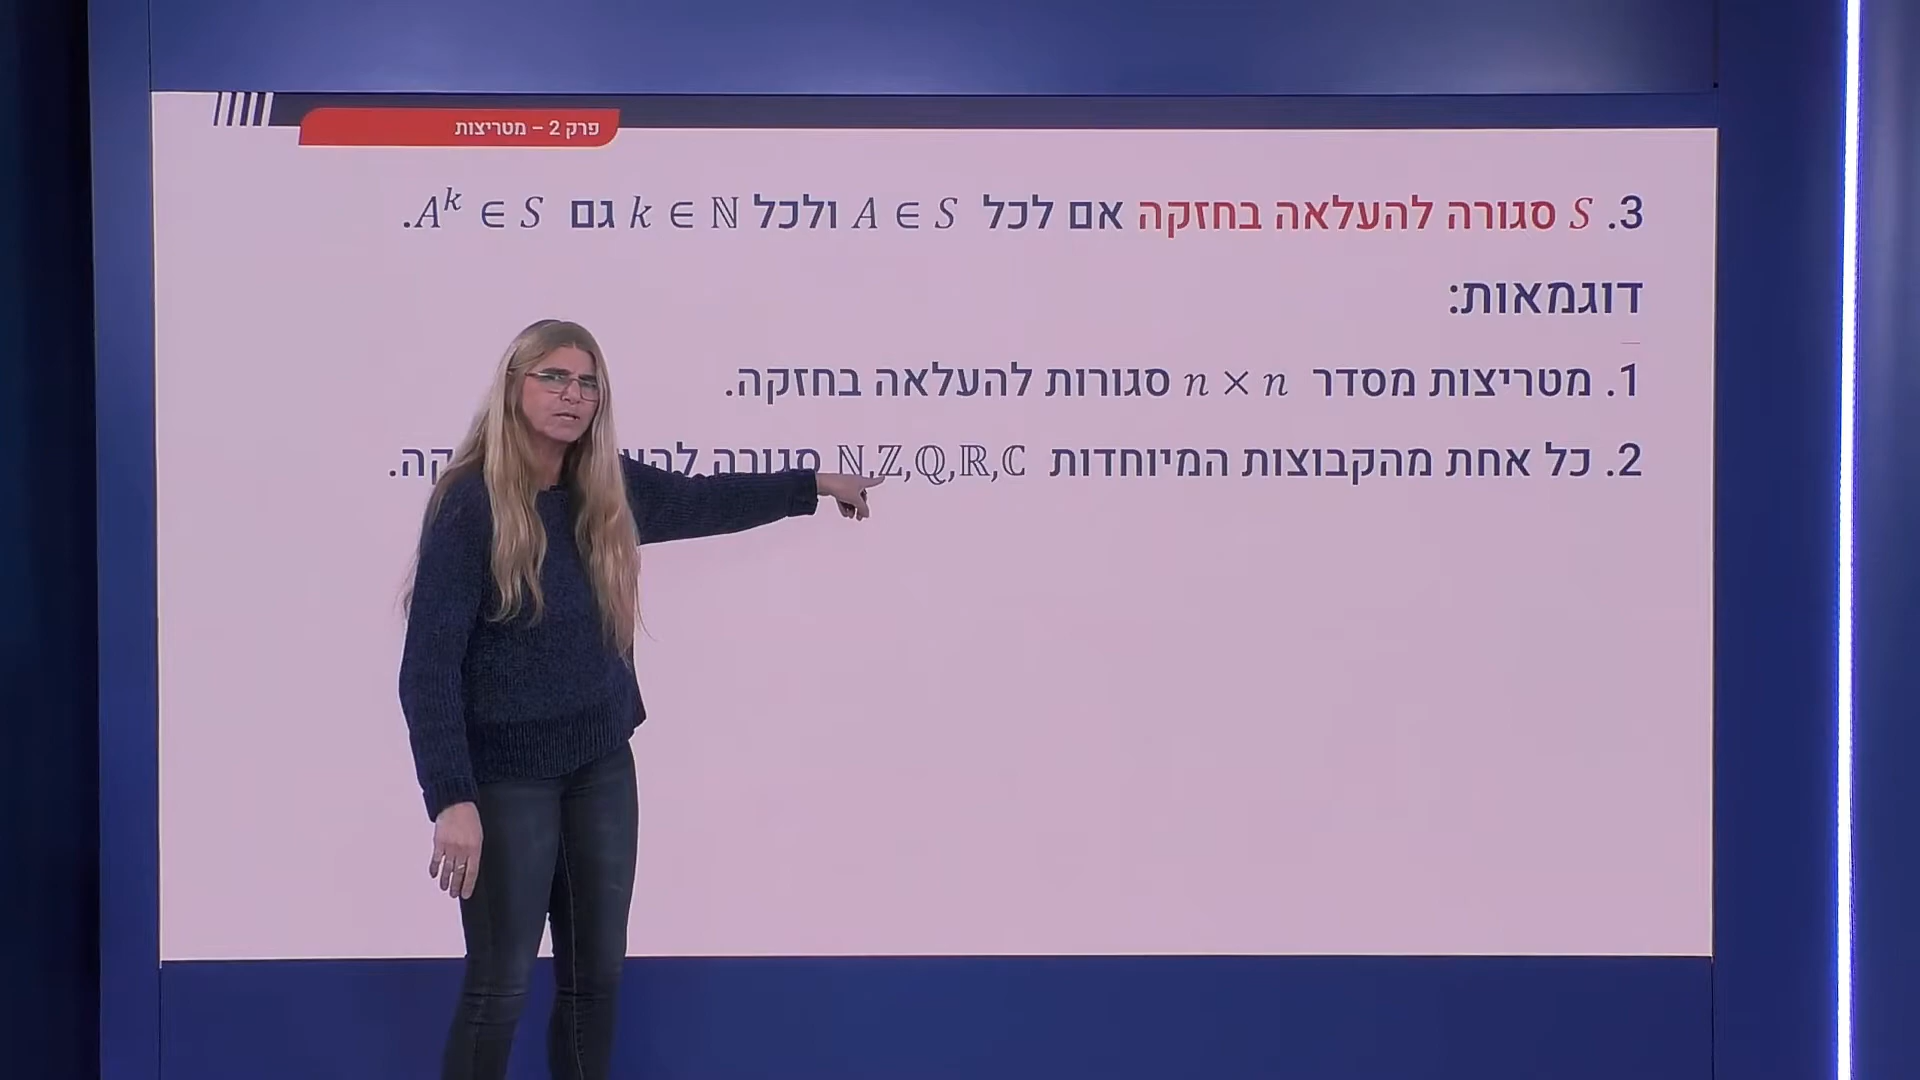 פרק 2 – מטריצות
3. S סגורה להעלאה בחזקה אם לכל A ∈ S ולכל k ∈ ℕ גם A^k ∈ S.
דוגמאות:
1. מטריצות מסדר n × n סגורות להעלאה בחזקה.
2. כל אחת מהקבוצות המיוחדות ℕ,ℤ,ℚ,ℝ,ℂ סגורה